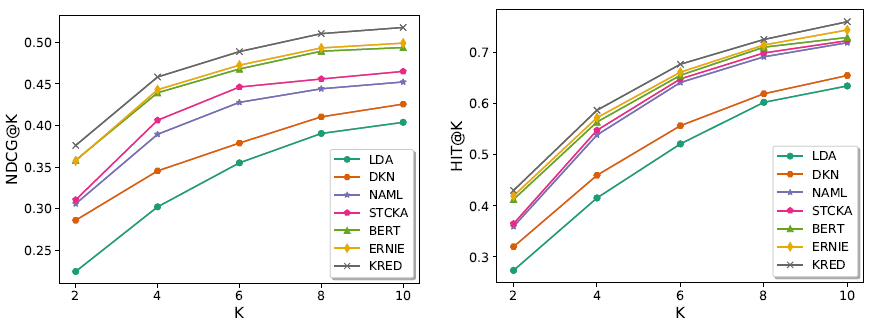 NDCG@K
0.50
0.45
0.40
0.35
0.30
0.25
2 4 6 8 10
K
LDA
DKN
NAML
STCKA
BERT
ERNIE
KRED
HIT@K
0.7
0.6
0.5
0.4
0.3
2 4 6 8 10
K
LDA
DKN
NAML
STCKA
BERT
ERNIE
KRED